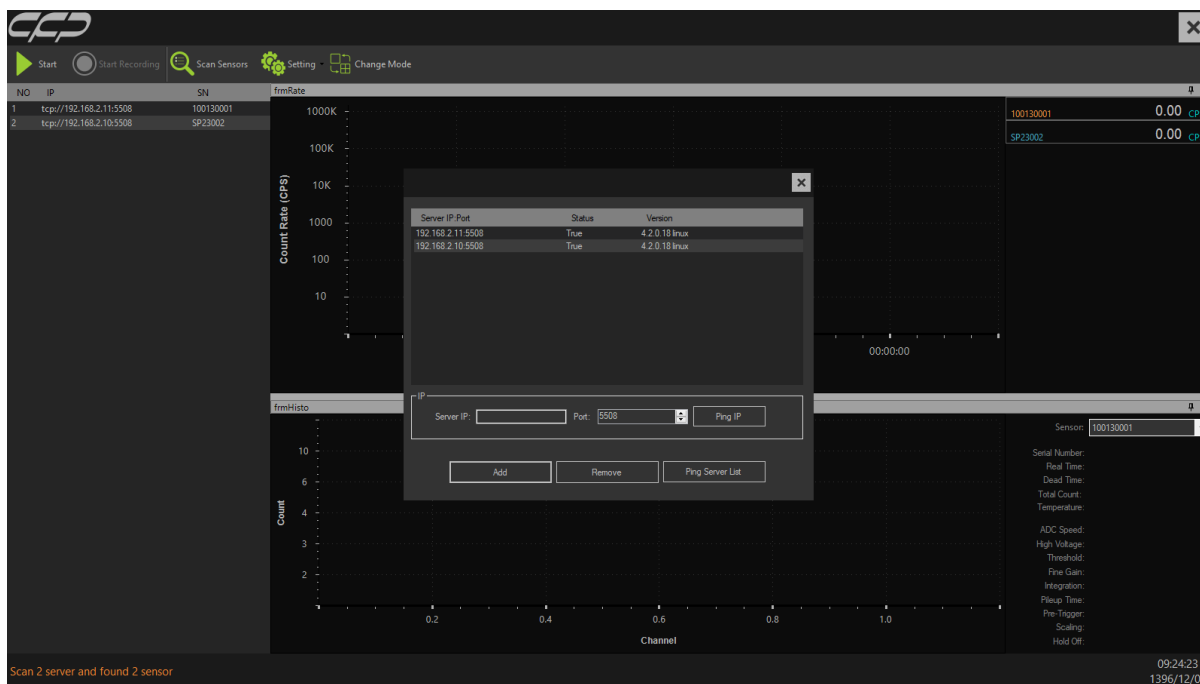 CFP
Start
Start Recording
Scan Sensors
Setting
Change Mode
NO IP SN
1 tcp://192.168.2.11:5508 100130001
2 tcp://192.168.2.10:5508 SP23002
frmRate
1000K
100K
10K
1000
100
10
Count Rate (CPS)
00:00:00
100130001 0.00 CP
SP23002 0.00 CP
Server IP:Port Status Version
192.168.2.11:5508 True 4.2.0.18 linux
192.168.2.10:5508 True 4.2.0.18 linux
IP
Server IP: Port: 5508 Ping IP
Add Remove Ping Server List
frmHisto
10
6
4
3
2
Count
0.2 0.4 0.6 0.8 1.0
Channel
Sensor: 100130001
Serial Number:
Real Time:
Dead Time:
Total Count:
Temperature:
ADC Speed:
High Voltage:
Threshold:
Fine Gain:
Integration:
Pileup Time:
Pre-Trigger:
Scaling:
Hold Off:
Scan 2 server and found 2 sensor
09:24:23
1396/12/0